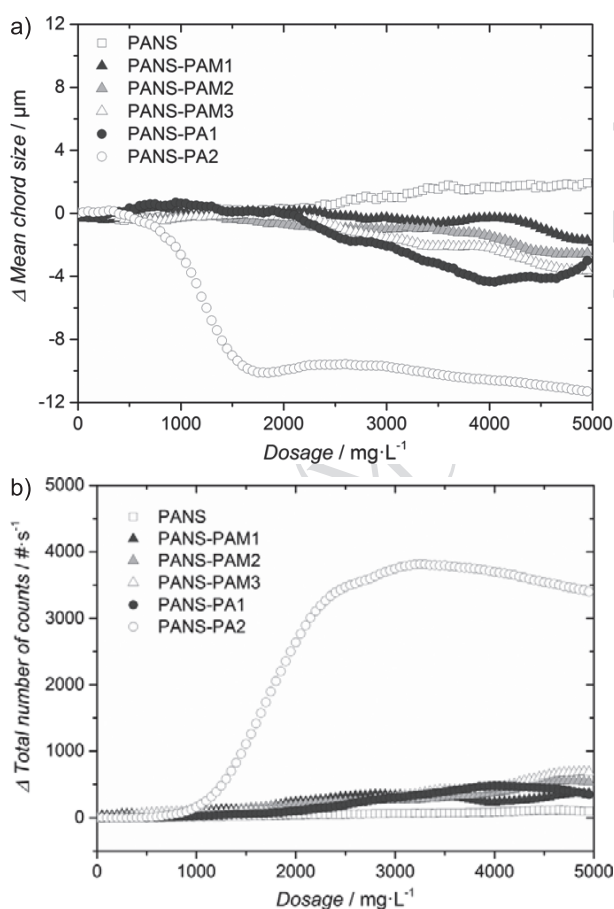 a)
12
8
4
0
-4
-8
-12
Δ Mean chord size / μm
PANS
PANS-PAM1
PANS-PAM2
PANS-PAM3
PANS-PA1
PANS-PA2
0 1000 2000 3000 4000 5000
Dosage / mg·L⁻¹
b)
5000
4000
3000
2000
1000
0
Δ Total number of counts / #·s⁻¹
PANS
PANS-PAM1
PANS-PAM2
PANS-PAM3
PANS-PA1
PANS-PA2
0 1000 2000 3000 4000 5000
Dosage / mg·L⁻¹